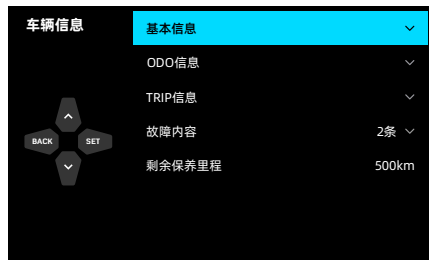 车辆信息
基本信息
ODO信息
TRIP信息
故障内容 2条
剩余保养里程 500km
BACK SET